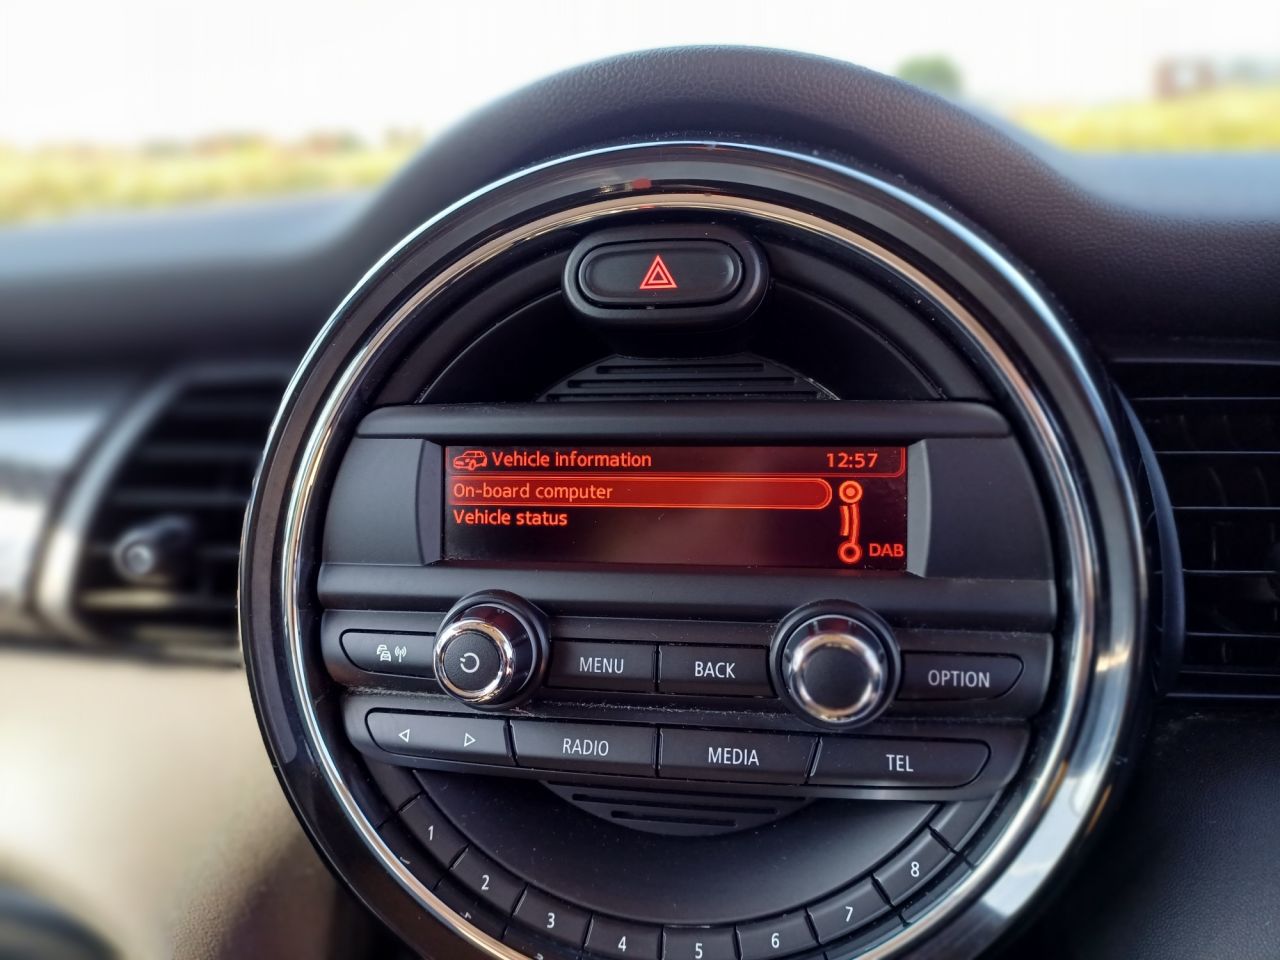 Vehicle information 12:57
On-board computer
Vehicle status
DAB
MENU BACK OPTION
RADIO MEDIA TEL
1 2 3 4 5 6 7 8